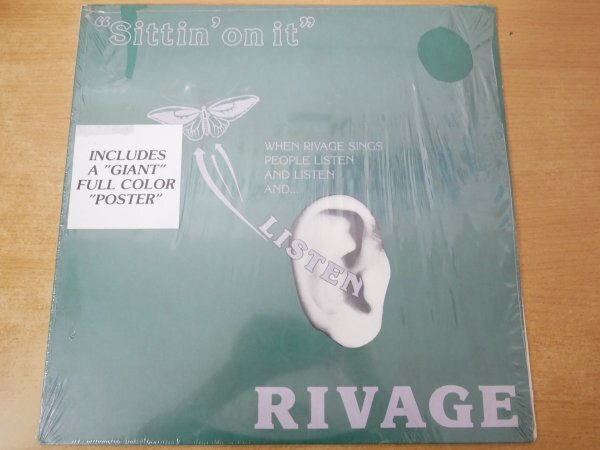 "Sittin' on it"
INCLUDES
A "GIANT"
FULL COLOR
"POSTER"
WHEN RIVAGE SINGS
PEOPLE LISTEN
AND LISTEN
AND...
LISTEN
RIVAGE